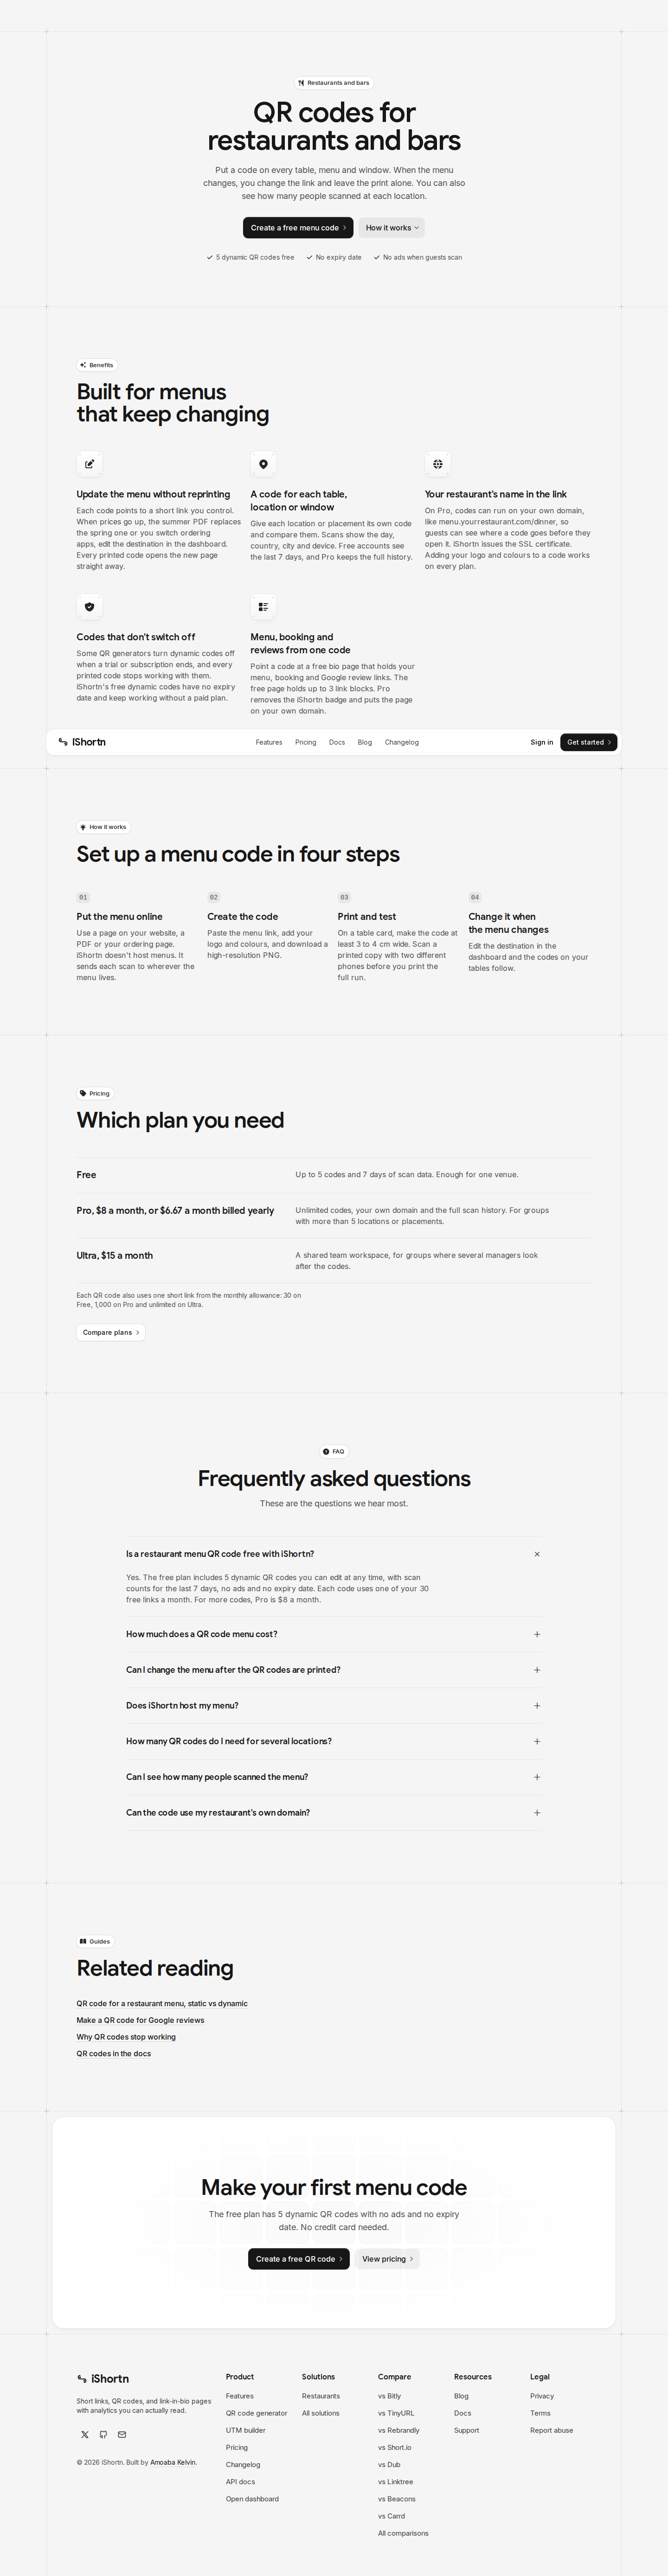 Restaurants and bars
QR codes for
restaurants and bars
Put a code on every table, menu and window. When the menu
changes, you change the link and leave the print alone. You can also
see how many people scanned at each location.
Create a free menu code
How it works
5 dynamic QR codes free
No expiry date
No ads when guests scan
Benefits
Built for menus
that keep changing
Update the menu without reprinting
Each code points to a short link you control.
When prices go up, the summer PDF replaces
the spring one or you switch ordering
apps, edit the destination in the dashboard.
Every printed code opens the new page
straight away.
A code for each table,
location or window
Give each location or placement its own code
and compare them. Scans show the day,
country, city and device. Free accounts see
the last 7 days, and Pro keeps the full history.
Your restaurant's name in the link
On Pro, codes can run on your own domain,
like menu.yourrestaurant.com/dinner, so
guests can see where a code goes before they
open it. iShortn issues the SSL certificate.
Adding your logo and colours to a code works
on every plan.
Codes that don't switch off
Some QR generators turn dynamic codes off
when a trial or subscription ends, and every
printed code stops working with them.
iShortn's free dynamic codes have no expiry
date and keep working without a paid plan.
Menu, booking and
reviews from one code
Point a code at a free bio page that holds your
menu, booking and Google review links. The
free page holds up to 3 link blocks. Pro
removes the iShortn badge and puts the page
on your own domain.
iShortn
Features
Pricing
Docs
Blog
Changelog
Sign in
Get started
How it works
Set up a menu code in four steps
01
Put the menu online
Use a page on your website, a
PDF or your ordering page.
iShortn doesn't host menus. It
sends each scan to wherever the
menu lives.
02
Create the code
Paste the menu link, add your
logo and colours, and download a
high-resolution PNG.
03
Print and test
On a table card, make the code at
least 3 to 4 cm wide. Scan a
printed copy with two different
phones before you print the
full run.
04
Change it when
the menu changes
Edit the destination in the
dashboard and the codes on your
tables follow.
Pricing
Which plan you need
Free
Up to 5 codes and 7 days of scan data. Enough for one venue.
Pro, $8 a month, or $6.67 a month billed yearly
Unlimited codes, your own domain and the full scan history. For groups
with more than 5 locations or placements.
Ultra, $15 a month
A shared team workspace, for groups where several managers look
after the codes.
Each QR code also uses one short link from the monthly allowance: 30 on
Free, 1,000 on Pro and unlimited on Ultra.
Compare plans
FAQ
Frequently asked questions
These are the questions we hear most.
Is a restaurant menu QR code free with iShortn?
Yes. The free plan includes 5 dynamic QR codes you can edit at any time, with scan
counts for the last 7 days, no ads and no expiry date. Each code uses one of your 30
free links a month. For more codes, Pro is $8 a month.
How much does a QR code menu cost?
Can I change the menu after the QR codes are printed?
Does iShortn host my menu?
How many QR codes do I need for several locations?
Can I see how many people scanned the menu?
Can the code use my restaurant's own domain?
Guides
Related reading
QR code for a restaurant menu, static vs dynamic
Make a QR code for Google reviews
Why QR codes stop working
QR codes in the docs
Make your first menu code
The free plan has 5 dynamic QR codes with no ads and no expiry
date. No credit card needed.
Create a free QR code
View pricing
iShortn
Short links, QR codes, and link-in-bio pages
with analytics you can actually read.
© 2026 iShortn. Built by Amoaba Kelvin.
Product
Features
QR code generator
UTM builder
Pricing
Changelog
API docs
Open dashboard
Solutions
Restaurants
All solutions
Compare
vs Bitly
vs TinyURL
vs Rebrandly
vs Short.io
vs Dub
vs Linktree
vs Beacons
vs Carrd
All comparisons
Resources
Blog
Docs
Support
Legal
Privacy
Terms
Report abuse